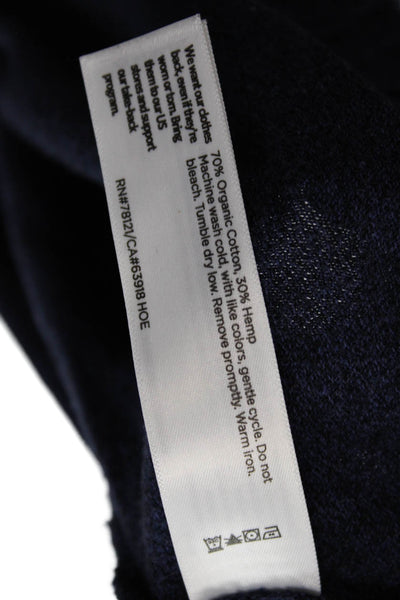 We want our clothes
back, even if they're
worn or torn. Bring
them to our US
stores and support
our take-back
program.
70% Organic Cotton, 30% Hemp
Machine wash cold, with like colors, gentle cycle. Do not
bleach. Tumble dry low. Remove promptly. Warm iron.
RN#78121/CA#63918 HOE